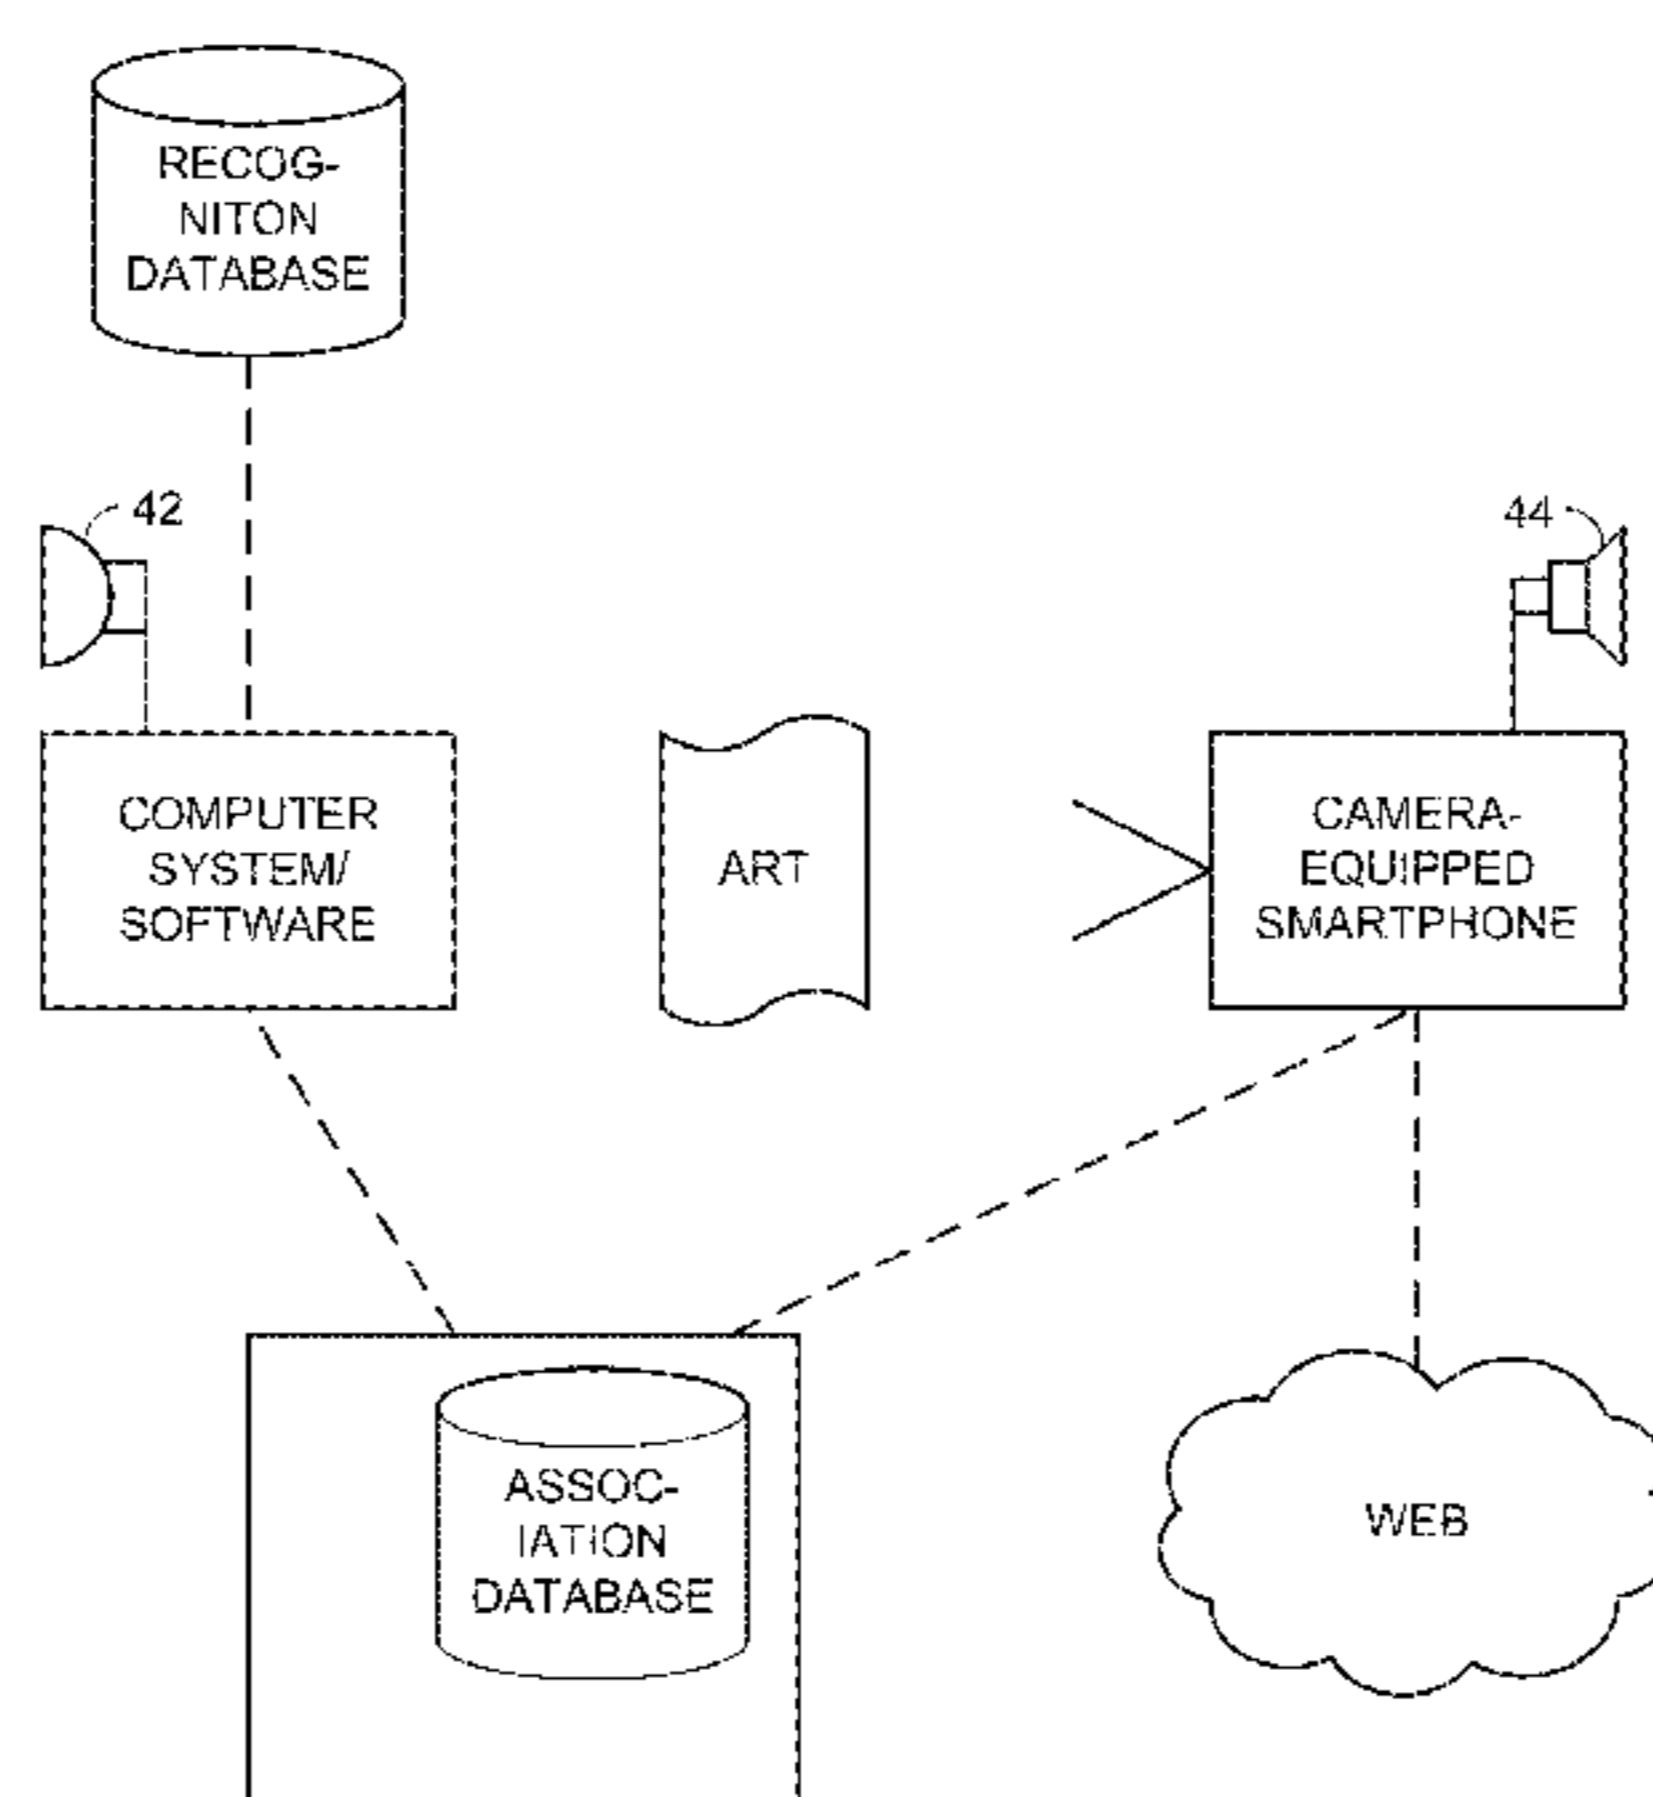 RECOG-
NITON
DATABASE
42
44
COMPUTER
SYSTEM/
SOFTWARE
ART
CAMERA-
EQUIPPED
SMARTPHONE
ASSOC-
IATION
DATABASE
WEB